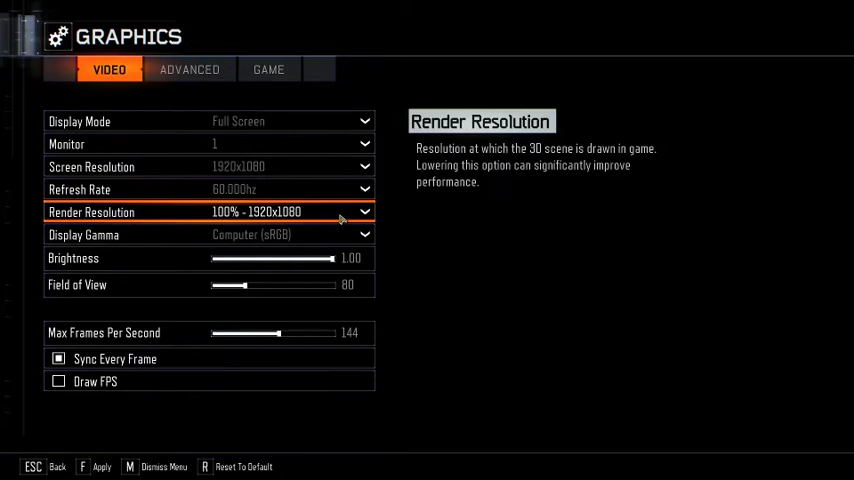 GRAPHICS
VIDEO ADVANCED GAME
Display Mode Full Screen
Monitor 1
Screen Resolution 1920x1080
Refresh Rate 60.000hz
Render Resolution 100% - 1920x1080
Display Gamma Computer (sRGB)
Brightness 1.00
Field of View 80
Max Frames Per Second 144
Sync Every Frame
Draw FPS
Render Resolution
Resolution at which the 3D scene is drawn in game.
Lowering this option can significantly improve
performance.
ESC Back F Apply M Dismiss Menu R Reset To Default